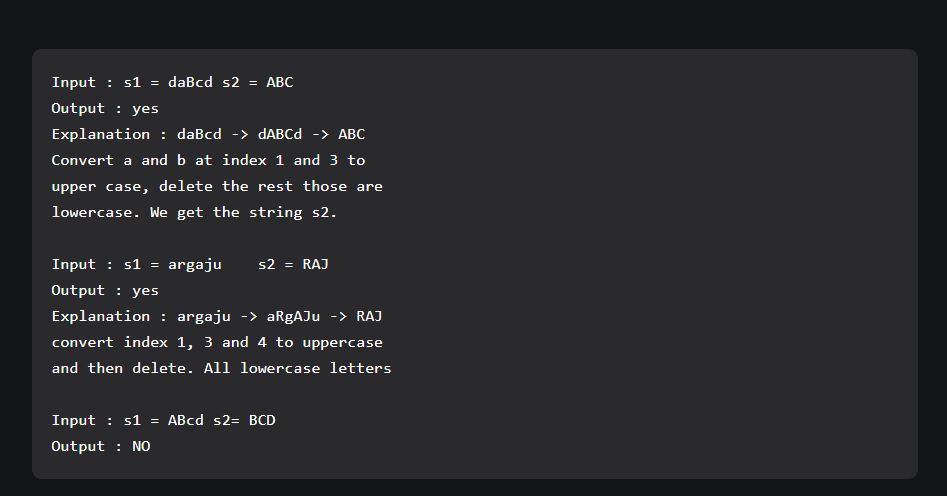 Input : s1 = daBcd s2 = ABC
Output : yes
Explanation : daBcd -> dABCd -> ABC
Convert a and b at index 1 and 3 to
upper case, delete the rest those are
lowercase. We get the string s2.
Input : s1 = argaju    s2 = RAJ
Output : yes
Explanation : argaju -> aRgAJu -> RAJ
convert index 1, 3 and 4 to uppercase
and then delete. All lowercase letters
Input : s1 = ABcd s2= BCD
Output : NO